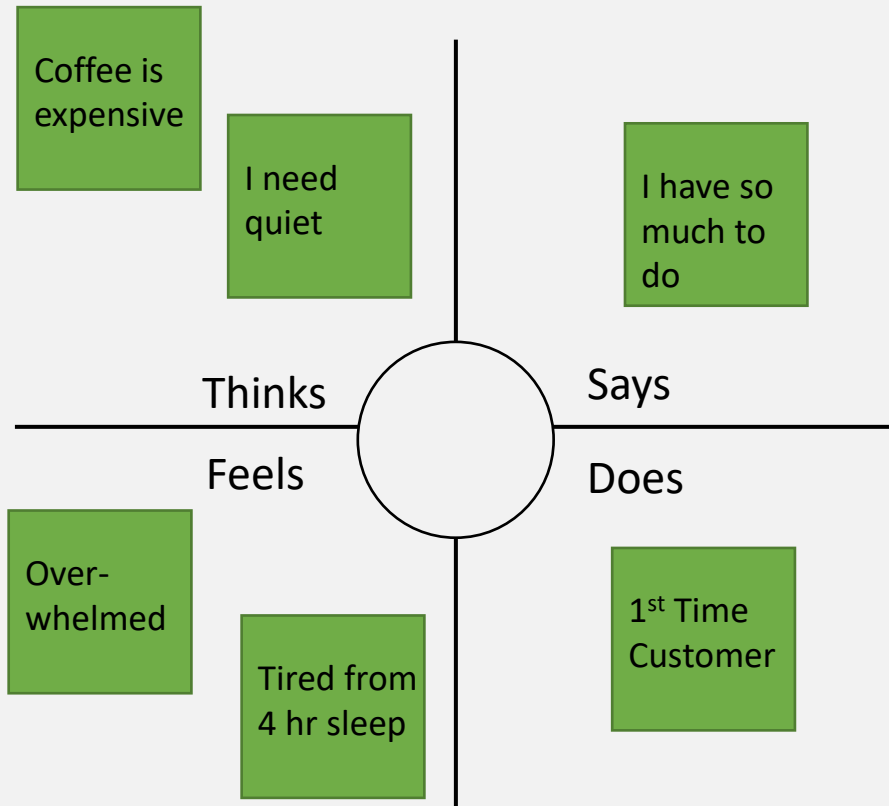 Coffee is
expensive
I need
quiet
I have so
much to
do
Thinks
Says
Feels
Does
Over-
whelmed
Tired from
4 hr sleep
1st Time
Customer